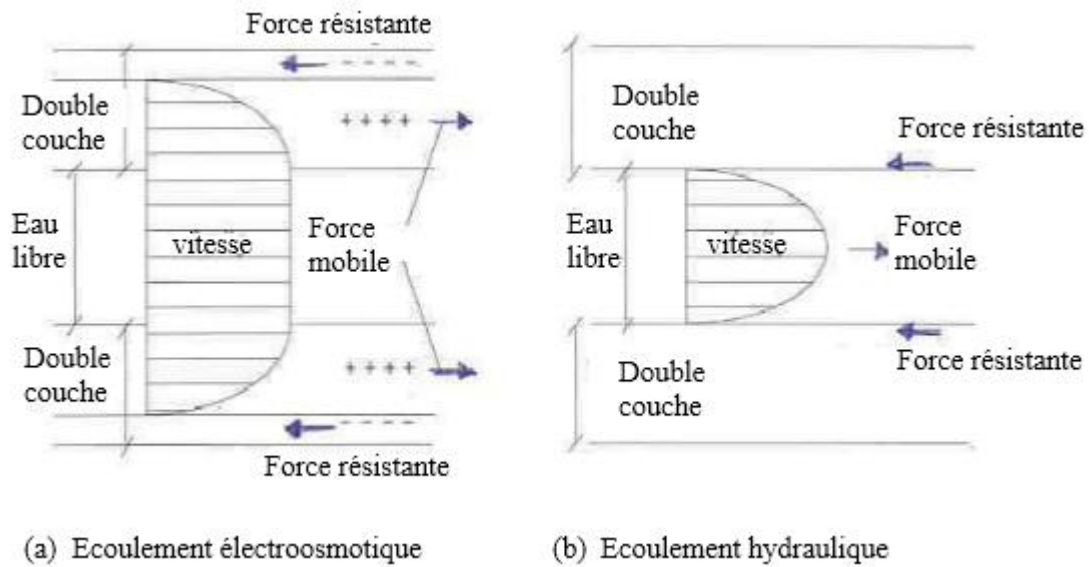 Force résistante
- - - - - -
Double
couche
+ + + +
Eau
libre
vitesse
Force
mobile
Double
couche
+ + + +
- - - - - -
Force résistante
(a) Ecoulement électroosmotique
Double
couche
Force résistante
Eau
libre
vitesse
Force
mobile
Force résistante
Double
couche
(b) Ecoulement hydraulique